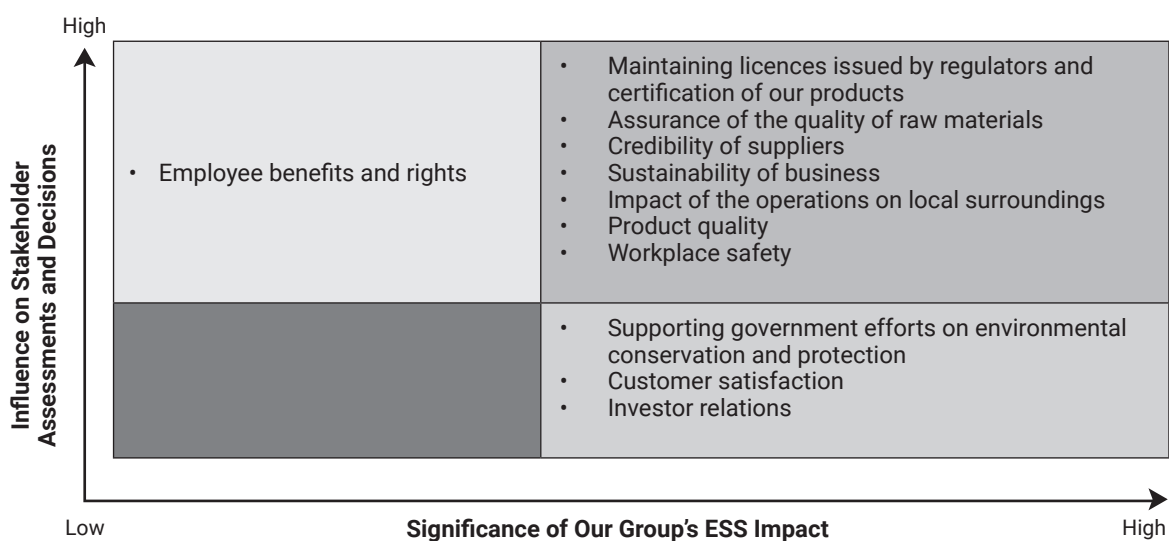 High
Influence on Stakeholder
Assessments and Decisions
• Employee benefits and rights
• Maintaining licences issued by regulators and
certification of our products
• Assurance of the quality of raw materials
• Credibility of suppliers
• Sustainability of business
• Impact of the operations on local surroundings
• Product quality
• Workplace safety
• Supporting government efforts on environmental
conservation and protection
• Customer satisfaction
• Investor relations
Low
Significance of Our Group's ESS Impact
High